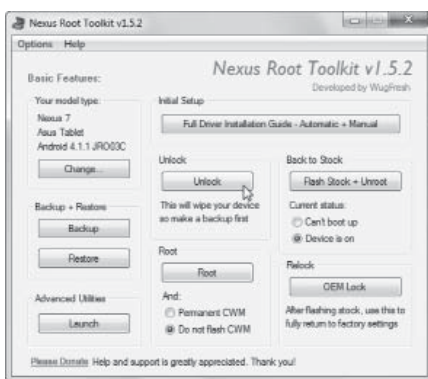 Nexus Root Toolkit v1.5.2
Options Help
Nexus Root Toolkit v1.5.2
Developed by WugFresh
Basic Features:
Your model type:
Nexus 7
Asus Tablet
Android 4.1.1 JRO03C
Change...
Initial Setup
Full Driver Installation Guide - Automatic + Manual
Unlock
Unlock
This will wipe your device
so make a backup first
Back to Stock
Flash Stock + Unroot
Current status:
Can't boot up
Device is on
Backup + Restore
Backup
Restore
Root
Root
And:
Permanent CWM
Do not flash CWM
Relock
OEM Lock
After flashing stock, use this to
fully return to factory settings
Advanced Utilities
Launch
Please Donate Help and support is greatly appreciated. Thank you!